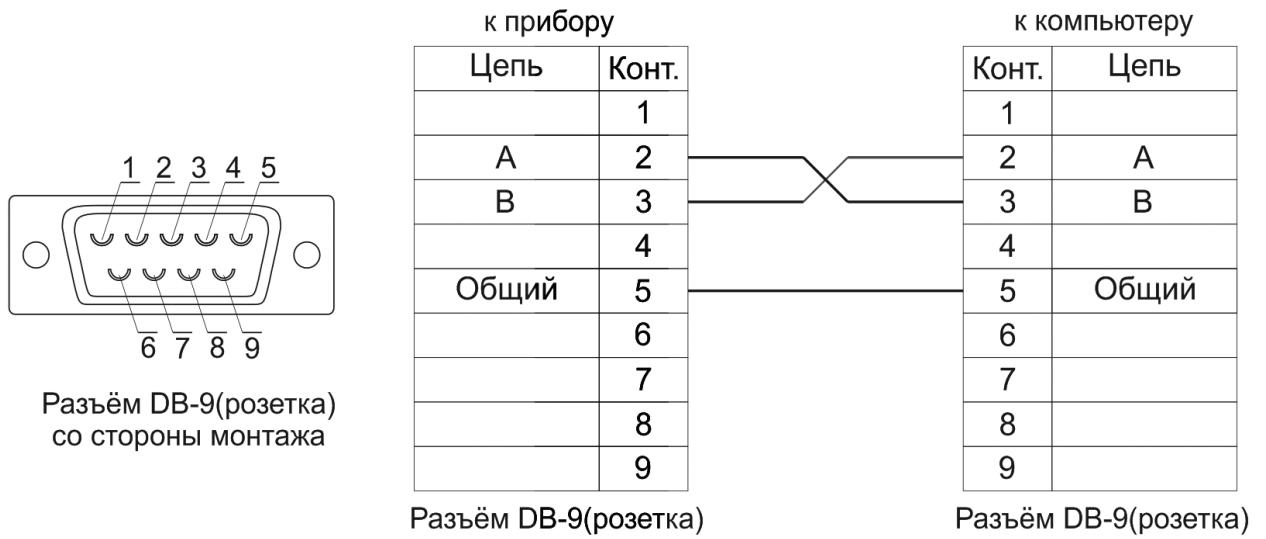 к прибору
к компьютеру
Цепь Конт.
Конт. Цепь
1
1
А 2
2 А
В 3
3 В
4
4
Общий 5
5 Общий
6
6
7
7
8
8
9
9
Разъём DB-9(розетка)
Разъём DB-9(розетка)
1 2 3 4 5
6 7 8 9
Разъём DB-9(розетка)
со стороны монтажа